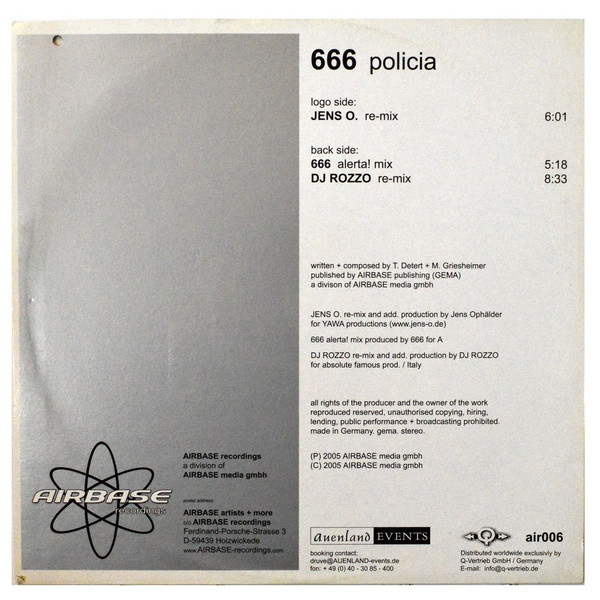 666 policia
logo side:
JENS O. re-mix 6:01
back side:
666 alerta! mix 5:18
DJ ROZZO re-mix 8:33
written + composed by T. Detert + M. Griesheimer
published by AIRBASE publishing (GEMA)
a divison of AIRBASE media gmbh
JENS O. re-mix and add. production by Jens Ophälder
for YAWA productions (www.jens-o.de)
666 alerta! mix produced by 666 for A
DJ ROZZO re-mix and add. production by DJ ROZZO
for absolute famous prod. / Italy
all rights of the producer and the owner of the work
reproduced reserved, unauthorised copying, hiring,
lending, public performance + broadcasting prohibited.
made in Germany. gema. stereo.
(P) 2005 AIRBASE media gmbh
(C) 2005 AIRBASE media gmbh
AIRBASE
recordings
AIRBASE recordings
a division of
AIRBASE media gmbh
postal address:
AIRBASE artists + more
c/o AIRBASE recordings
Ferdinand-Porsche-Strasse 3
D-59439 Holzwickede
www.AIRBASE-recordings.com
auenland EVENTS
booking contact:
druve@AUENLAND-events.de
fon: + 49 (0) 40 - 30 85 - 400
air006
Distributed worldwide exclusivly by
Q-Vertrieb GmbH / Germany
E-mail: info@q-vertrieb.de